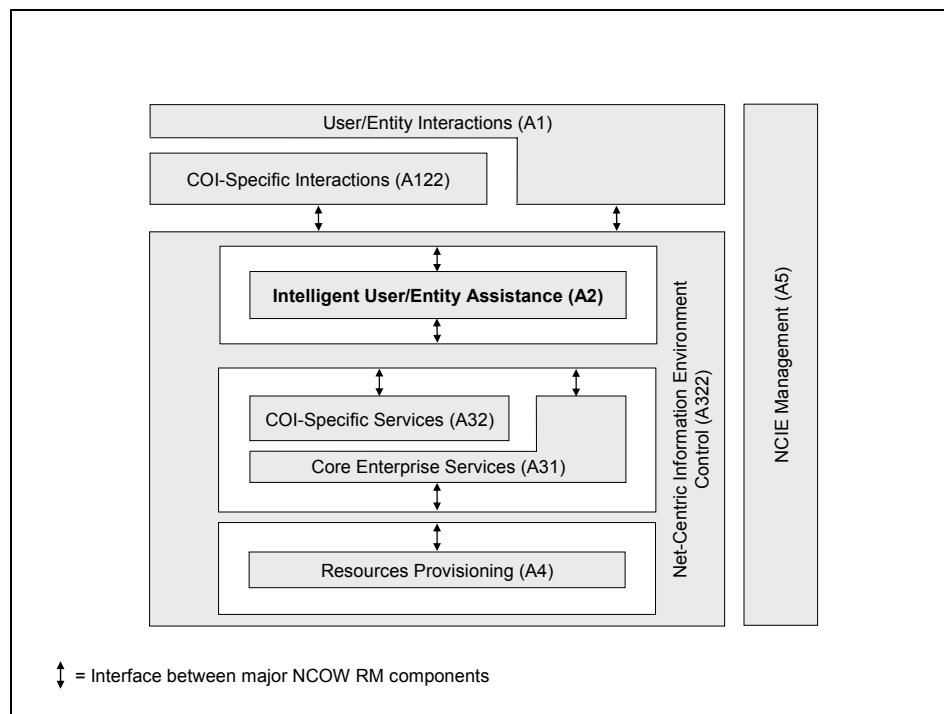 User/Entity Interactions (A1)
COI-Specific Interactions (A122)
Intelligent User/Entity Assistance (A2)
COI-Specific Services (A32)
Core Enterprise Services (A31)
Resources Provisioning (A4)
Net-Centric Information Environment
Control (A322)
NCIE Management (A5)
= Interface between major NCOW RM components